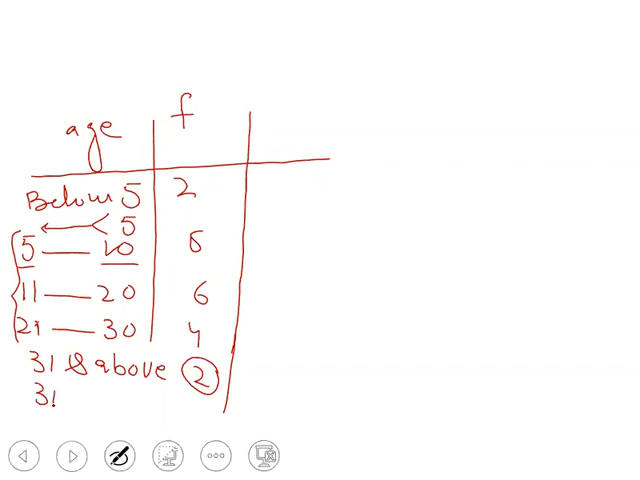 age f
Below 5 2
< 5
5 — 10 8
11 — 20 6
21 — 30 4
31 & above 2
31